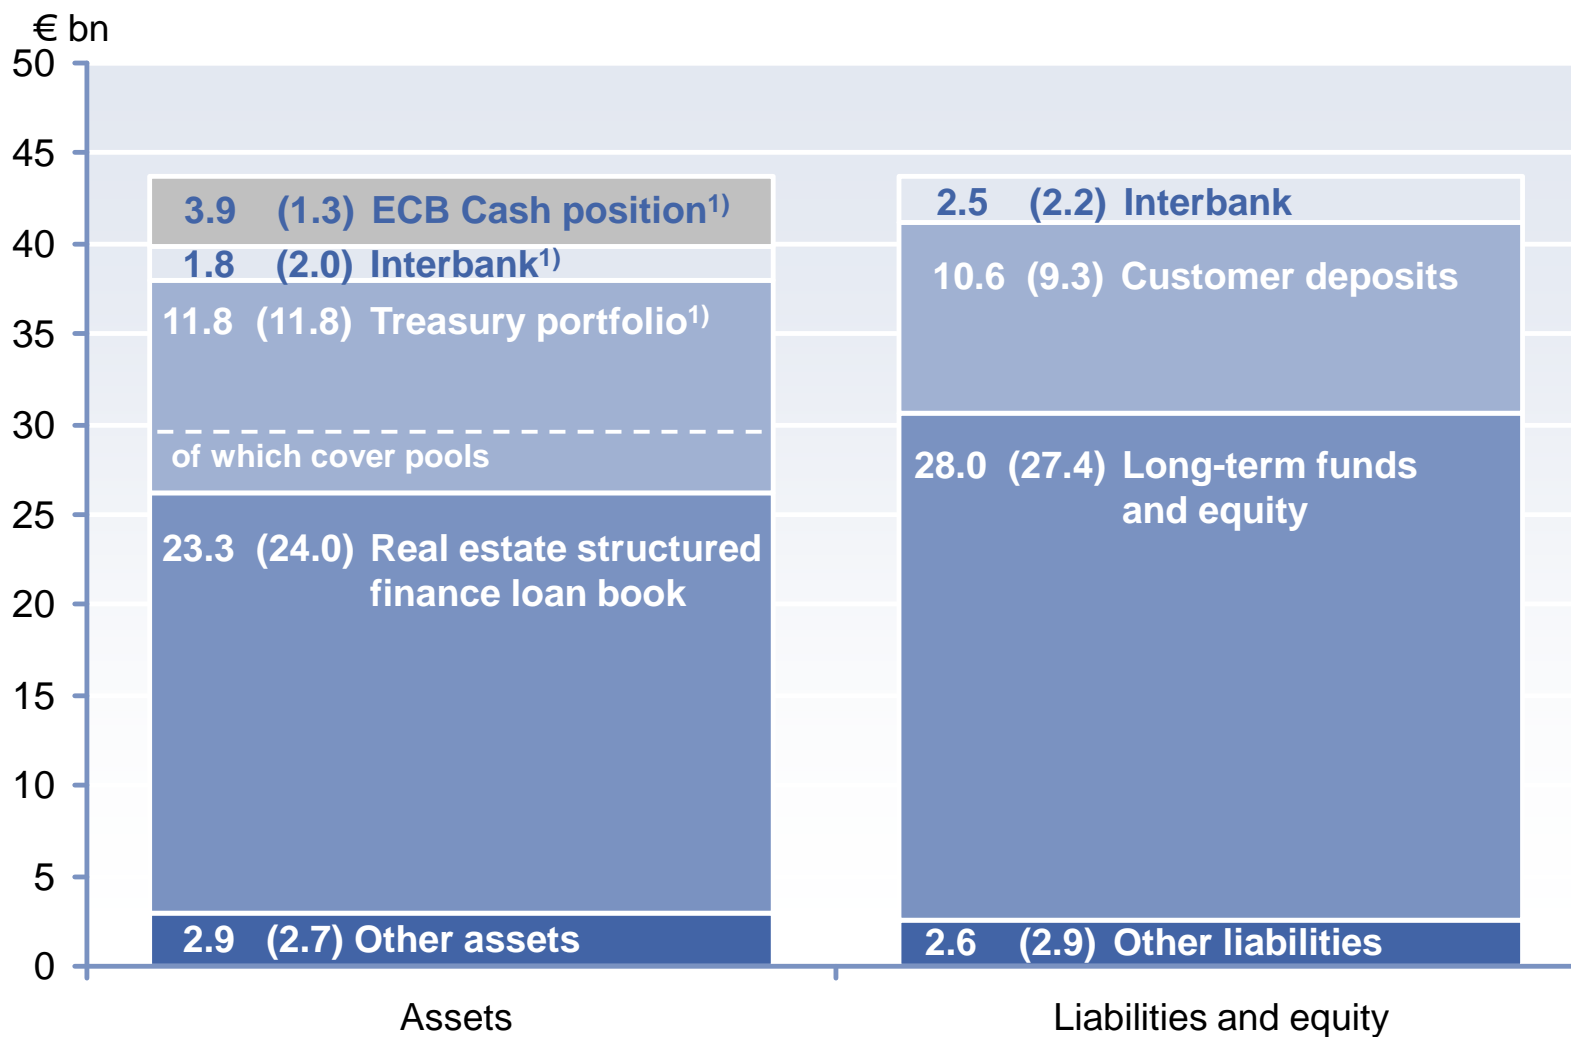 € bn
50
45
40
35
30
25
20
15
10
5
0
3.9 (1.3) ECB Cash position1)
1.8 (2.0) Interbank1)
11.8 (11.8) Treasury portfolio1)
of which cover pools
23.3 (24.0) Real estate structured
finance loan book
2.9 (2.7) Other assets
2.5 (2.2) Interbank
10.6 (9.3) Customer deposits
28.0 (27.4) Long-term funds
and equity
2.6 (2.9) Other liabilities
Assets
Liabilities and equity